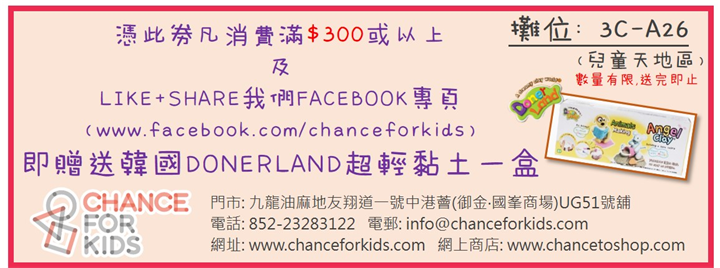 憑此券凡消費滿$300或以上
及
LIKE+SHARE我們FACEBOOK專頁
(www.facebook.com/chanceforkids)
即贈送韓國DONERLAND超輕黏土一盒
攤位: 3C-A26
(兒童天地區)
數量有限,送完即止
Donerland
Animals
Making
Angel
clay
CHANCE
FOR
KIDS
門市: 九龍油麻地友翔道一號中港薈(御金·國峯商場)UG51號舖
電話: 852-23283122 電郵: info@chanceforkids.com
網址: www.chanceforkids.com 網上商店: www.chancetoshop.com